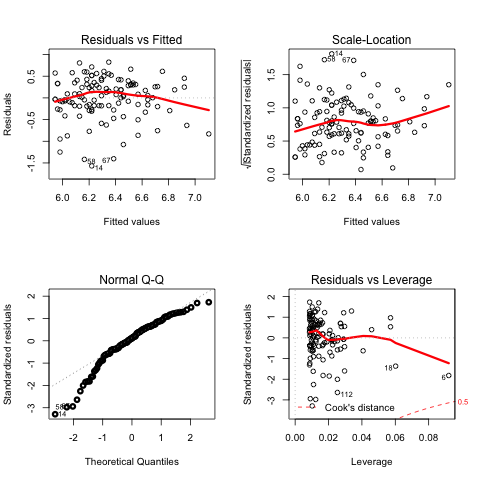 Residuals vs Fitted
Residuals
0.5
-0.5
-1.5
58
67
14
6.0 6.2 6.4 6.6 6.8 7.0
Fitted values
Scale-Location
√|Standardized residuals|
1.5
1.0
0.5
0.0
14
58
67
6.0 6.2 6.4 6.6 6.8 7.0
Fitted values
Normal Q-Q
Standardized residuals
2
1
0
-1
-2
-3
58
67
14
-2 -1 0 1 2
Theoretical Quantiles
Residuals vs Leverage
Standardized residuals
2
1
0
-1
-2
-3
18
6
112
Cook's distance
0.5
0.00 0.02 0.04 0.06 0.08
Leverage